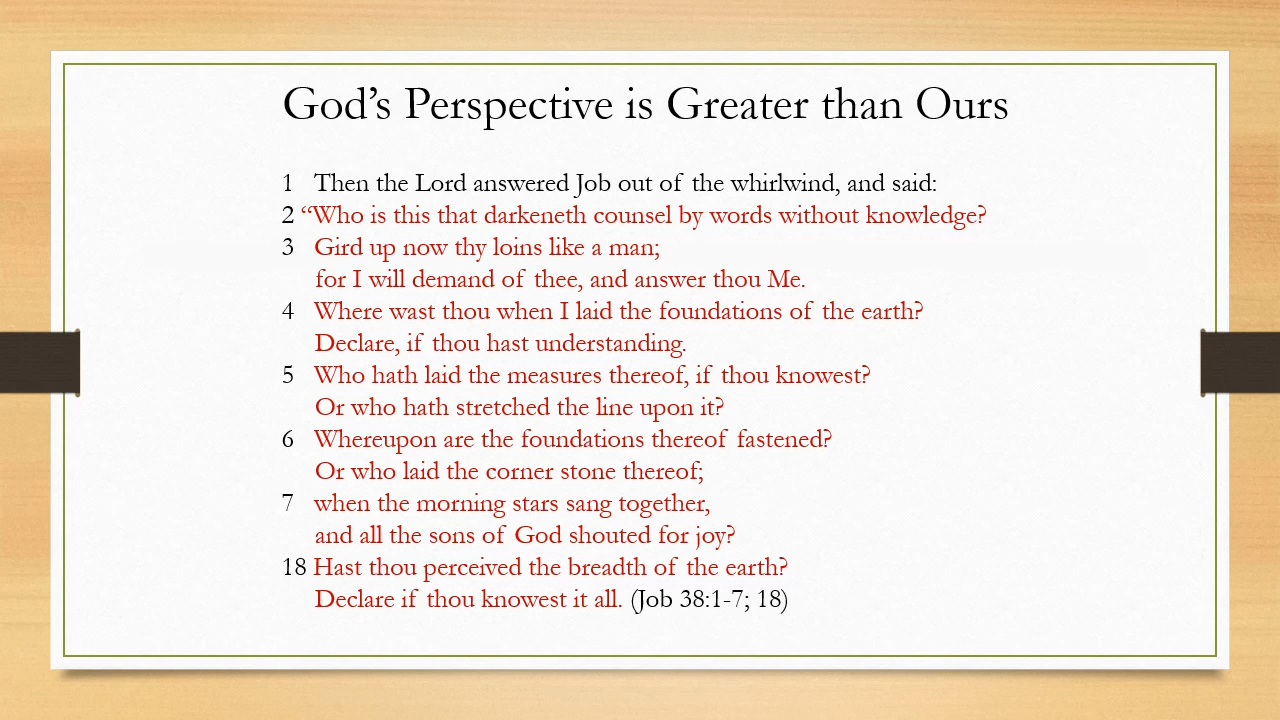 God’s Perspective is Greater than Ours
1 Then the Lord answered Job out of the whirlwind, and said:
2 “Who is this that darkeneth counsel by words without knowledge?
3 Gird up now thy loins like a man;
for I will demand of thee, and answer thou Me.
4 Where wast thou when I laid the foundations of the earth?
Declare, if thou hast understanding.
5 Who hath laid the measures thereof, if thou knowest?
Or who hath stretched the line upon it?
6 Whereupon are the foundations thereof fastened?
Or who laid the corner stone thereof;
7 when the morning stars sang together,
and all the sons of God shouted for joy?
18 Hast thou perceived the breadth of the earth?
Declare if thou knowest it all. (Job 38:1-7; 18)